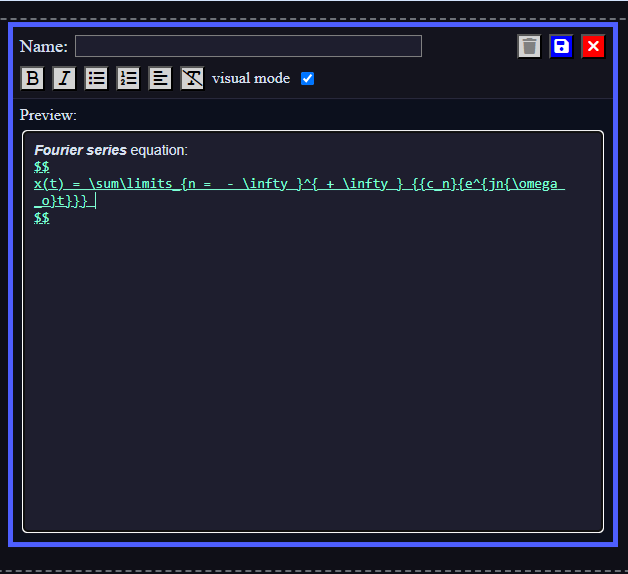 Name:
B I visual mode
Preview:
Fourier series equation:
$$
x(t) = \sum\limits_{n =  - \infty }^{ + \infty } {{c_n}{e^{jn{\omega
_o}t}}}
$$